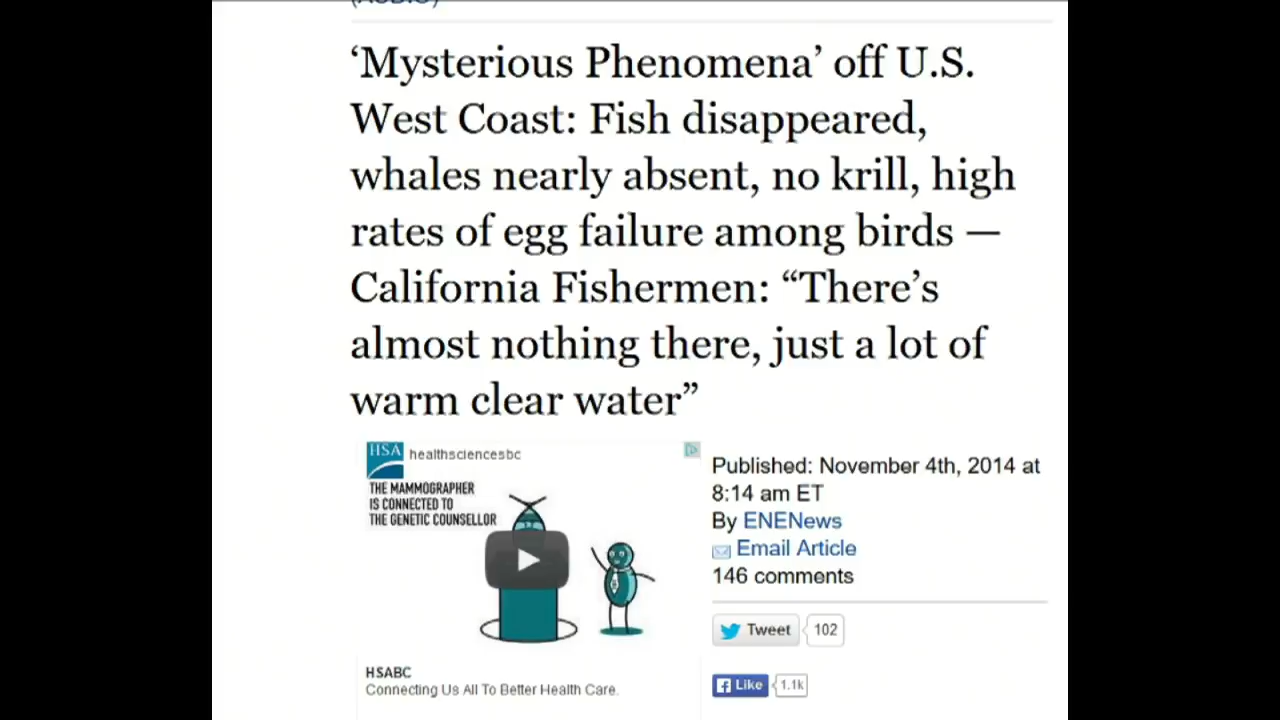 (AUDIO)
‘Mysterious Phenomena’ off U.S.
West Coast: Fish disappeared,
whales nearly absent, no krill, high
rates of egg failure among birds —
California Fishermen: “There’s
almost nothing there, just a lot of
warm clear water”
HSA healthsciencesbc
THE MAMMOGRAPHER
IS CONNECTED TO
THE GENETIC COUNSELLOR
Published: November 4th, 2014 at
8:14 am ET
By ENENews
Email Article
146 comments
Tweet 102
HSABC
Connecting Us All To Better Health Care.
Like 1.1k